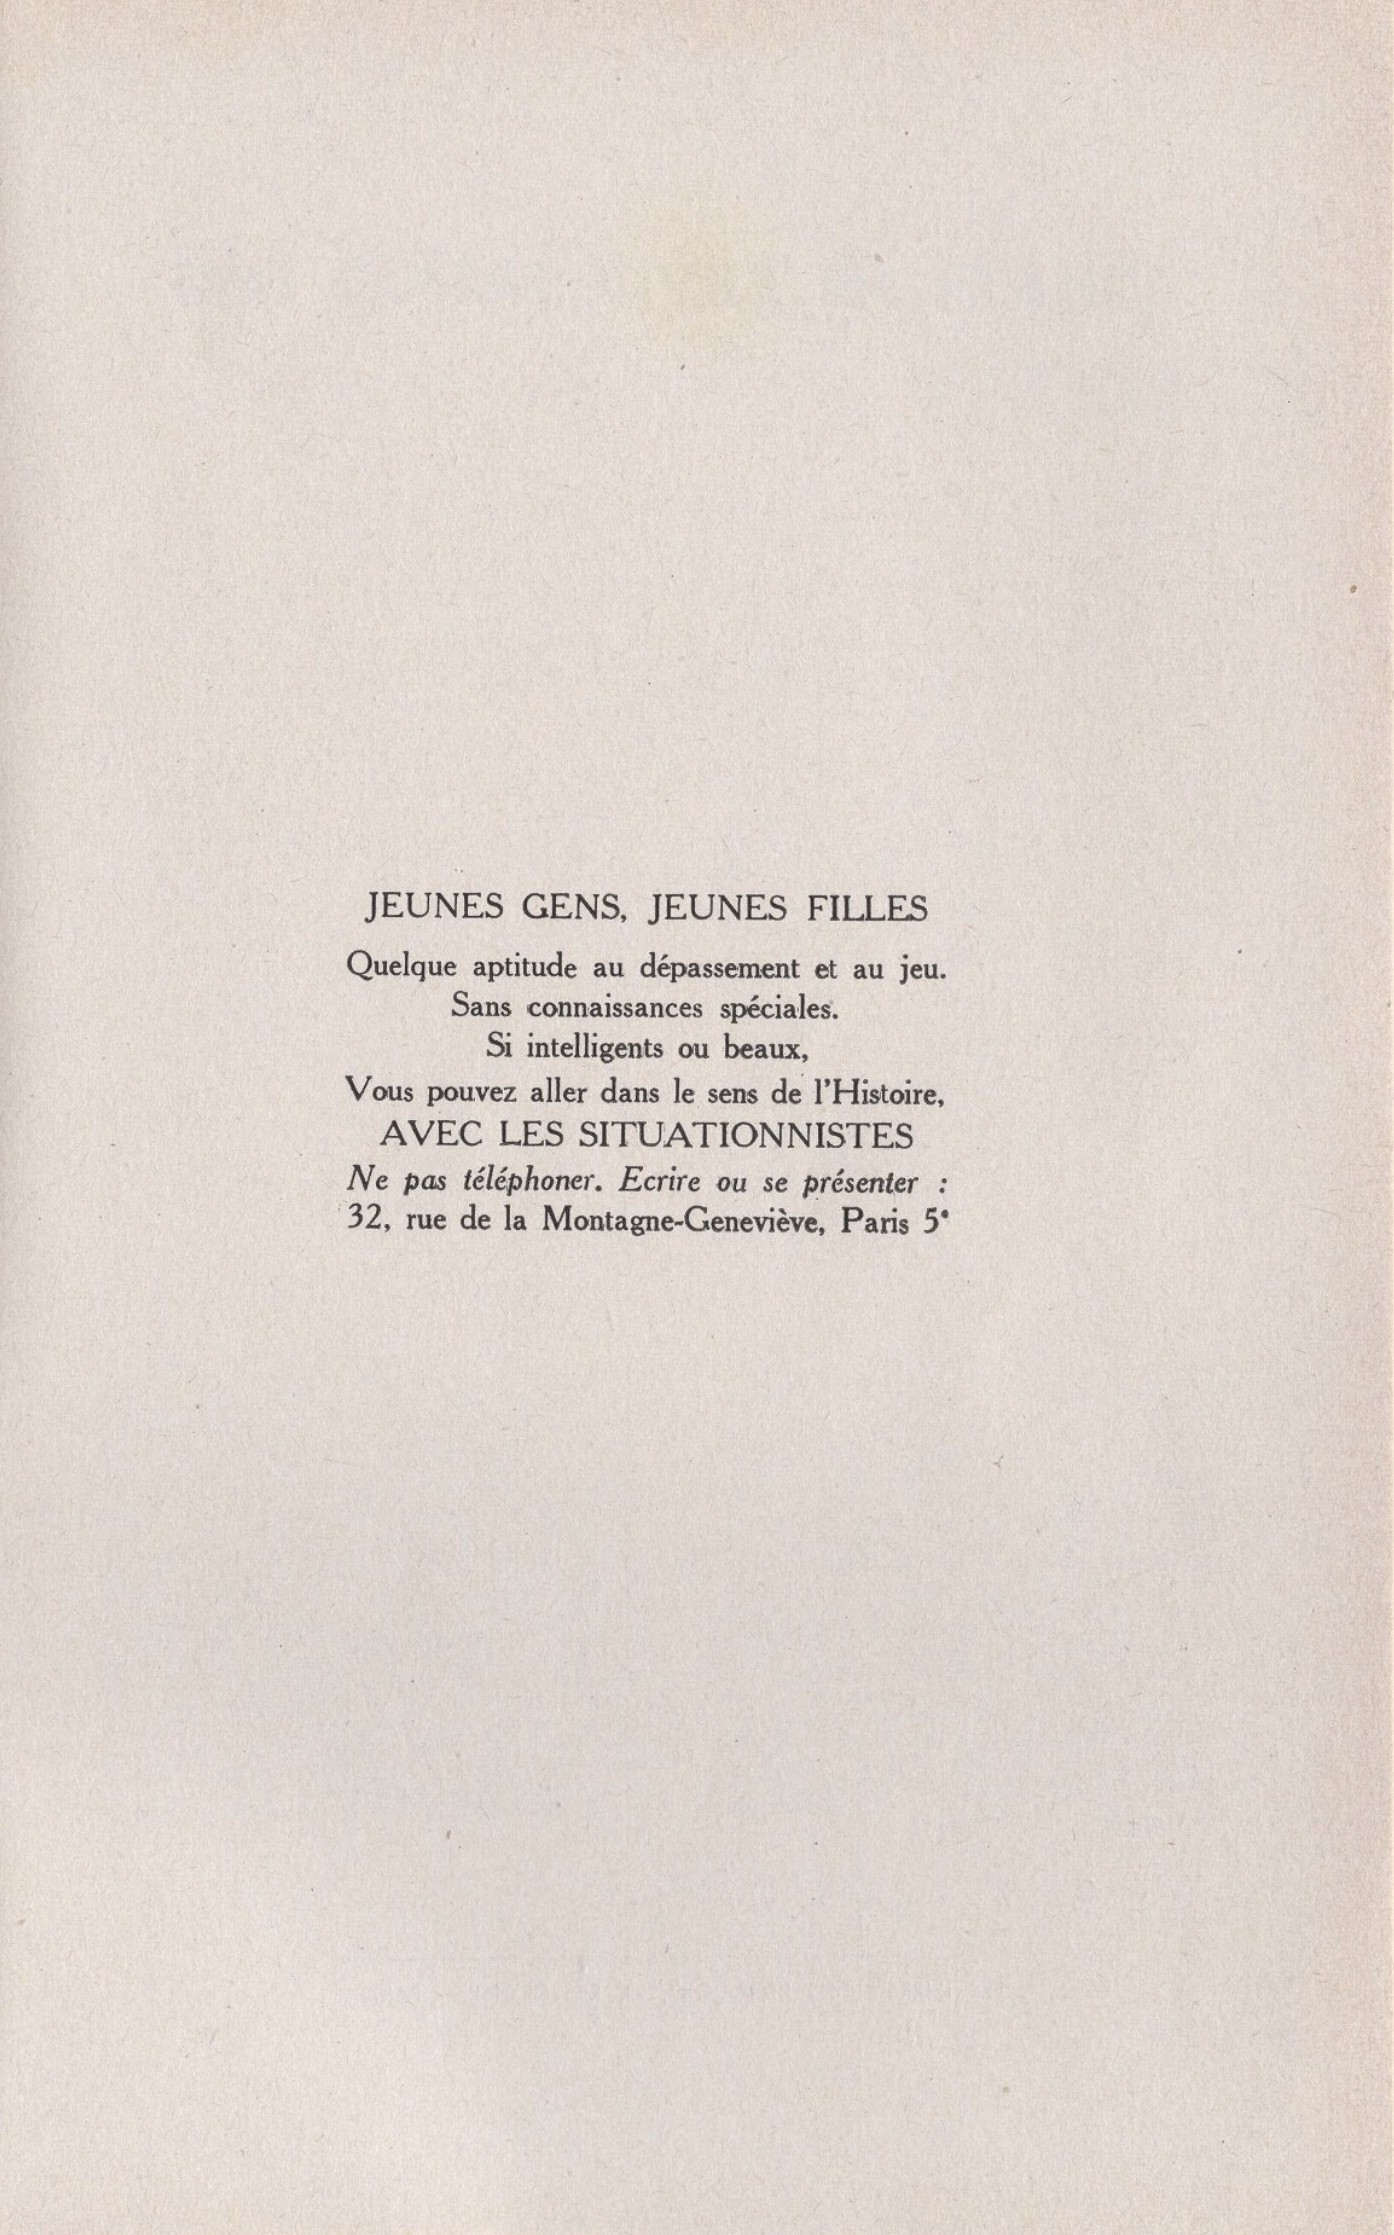 JEUNES GENS, JEUNES FILLES
Quelque aptitude au dépassement et au jeu.
Sans connaissances spéciales.
Si intelligents ou beaux,
Vous pouvez aller dans le sens de l'Histoire,
AVEC LES SITUATIONNISTES
Ne pas téléphoner. Ecrire ou se présenter :
32, rue de la Montagne-Geneviève, Paris 5e